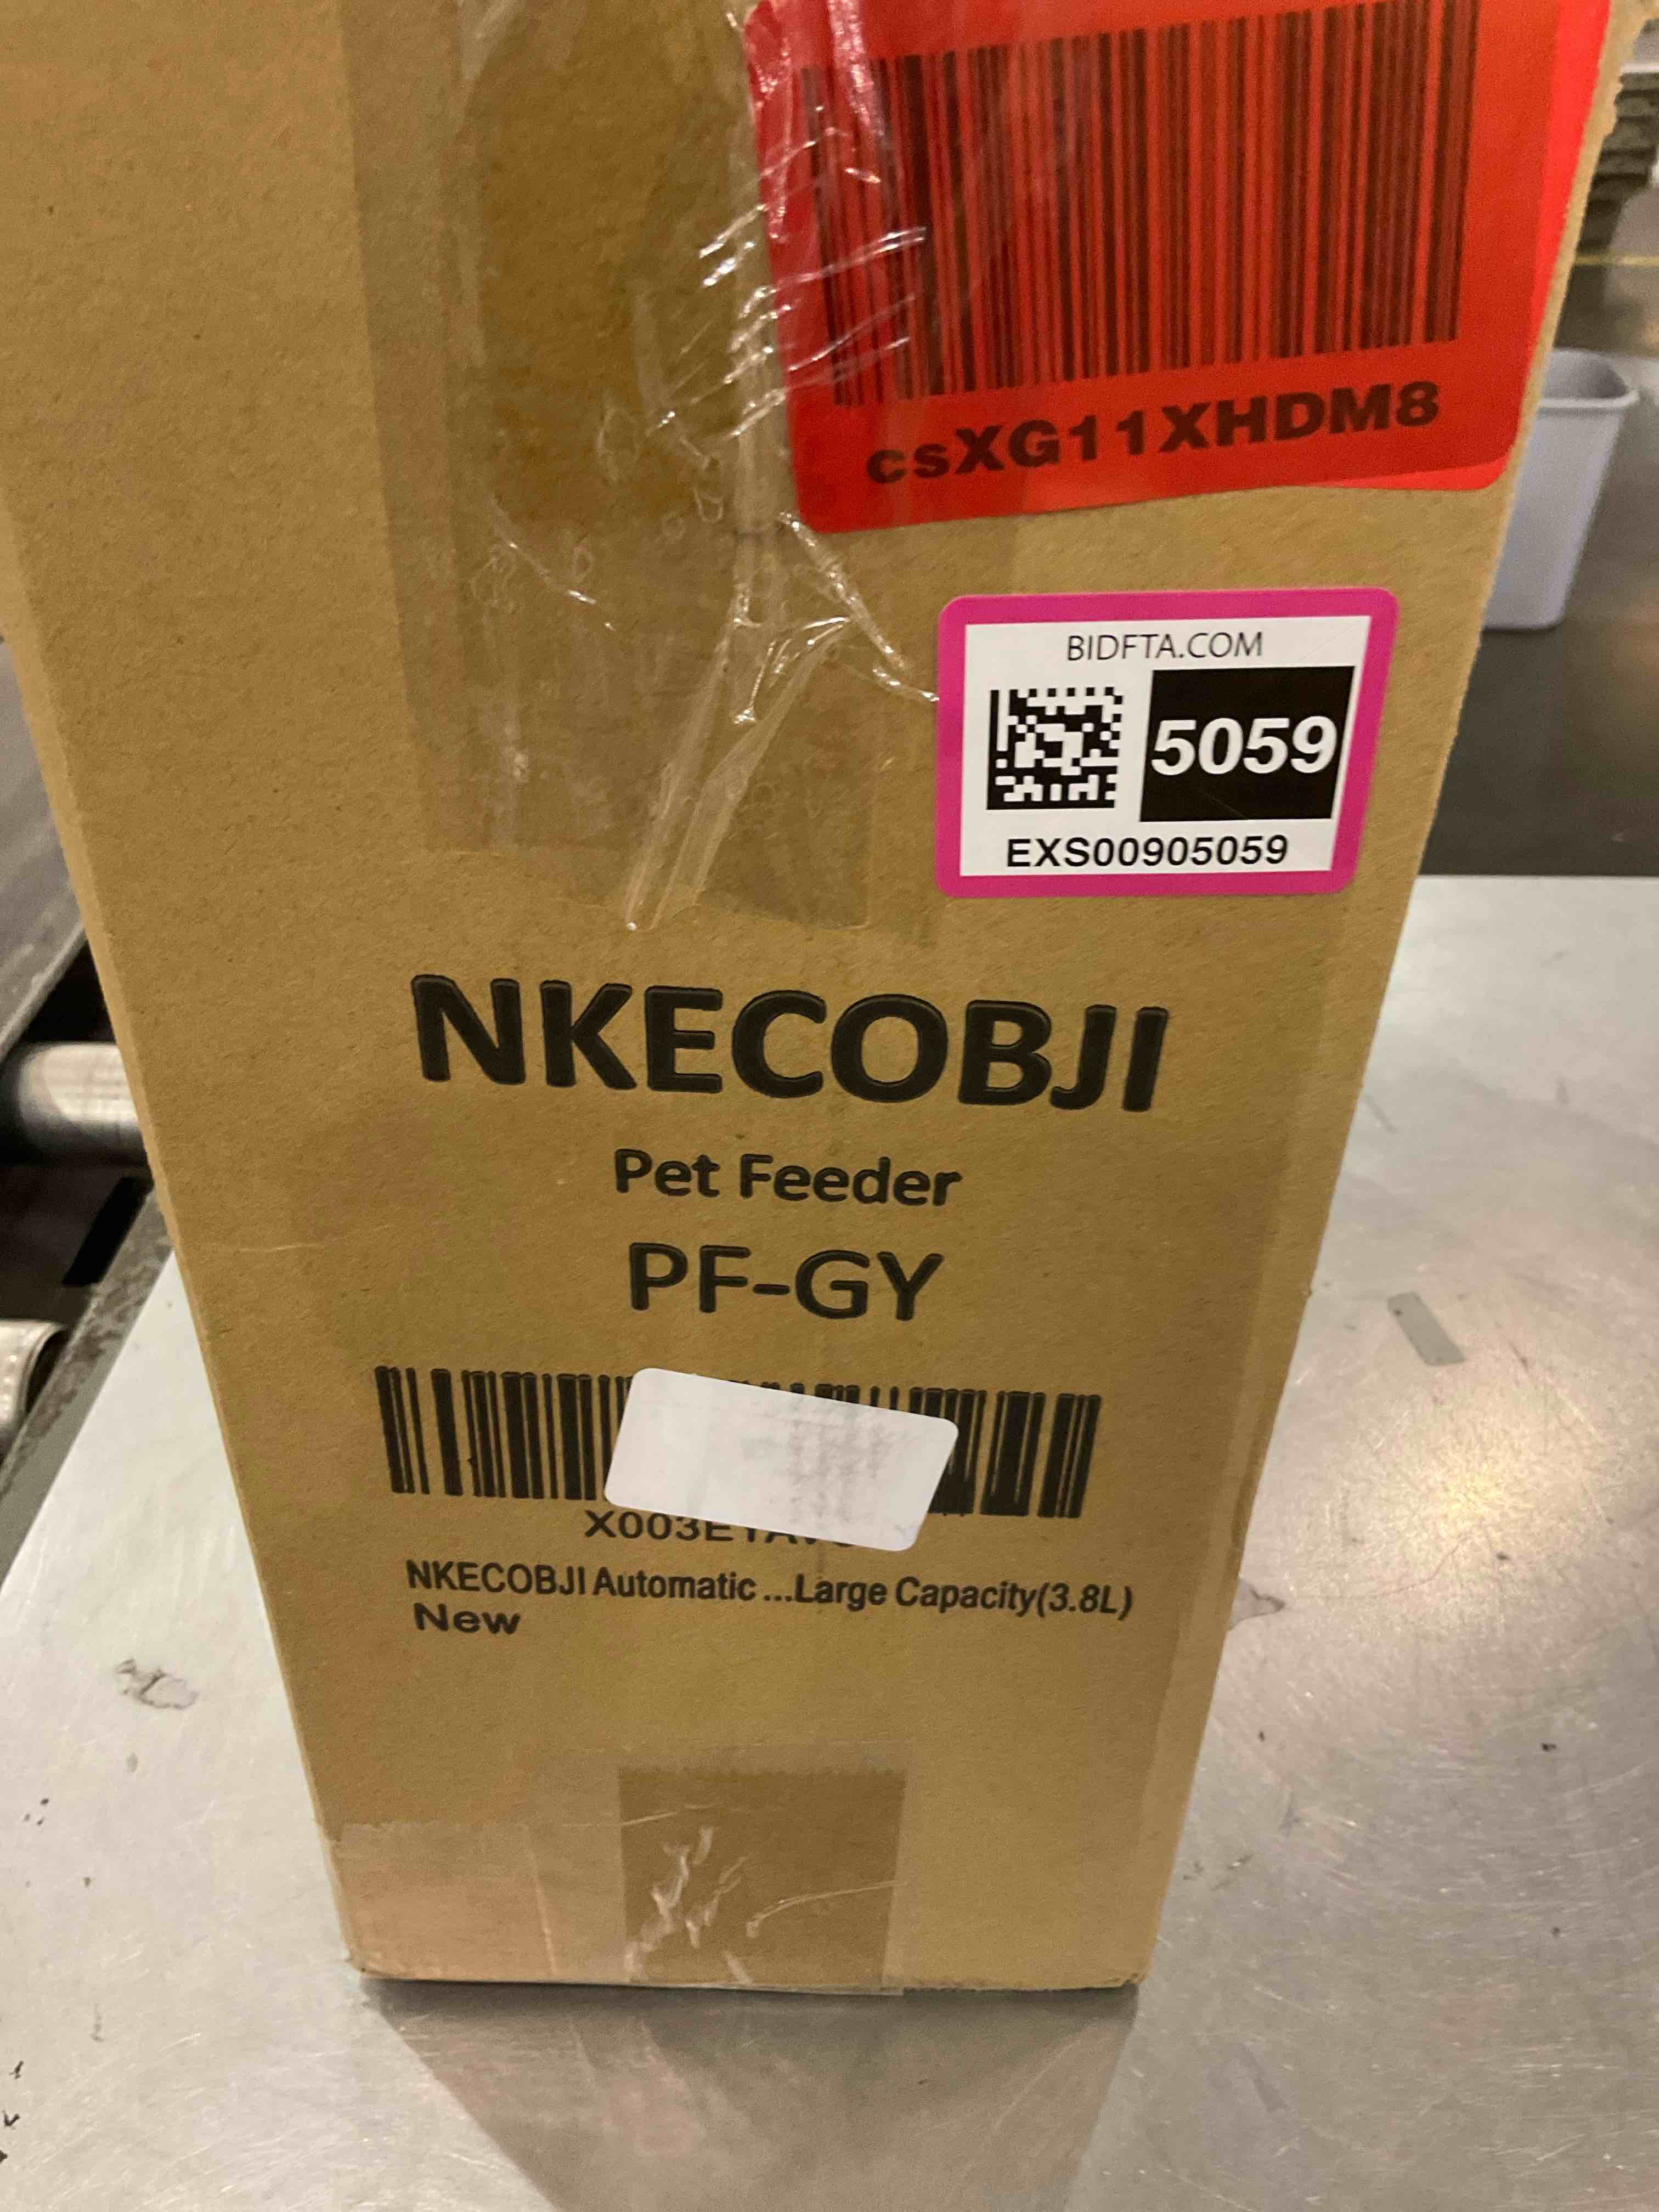 csXG11XHDM8
BIDFTA.COM
5059
EXS00905059
NKECOBJI
Pet Feeder
PF-GY
NKECOBJI Automatic ...Large Capacity(3.8L)
New